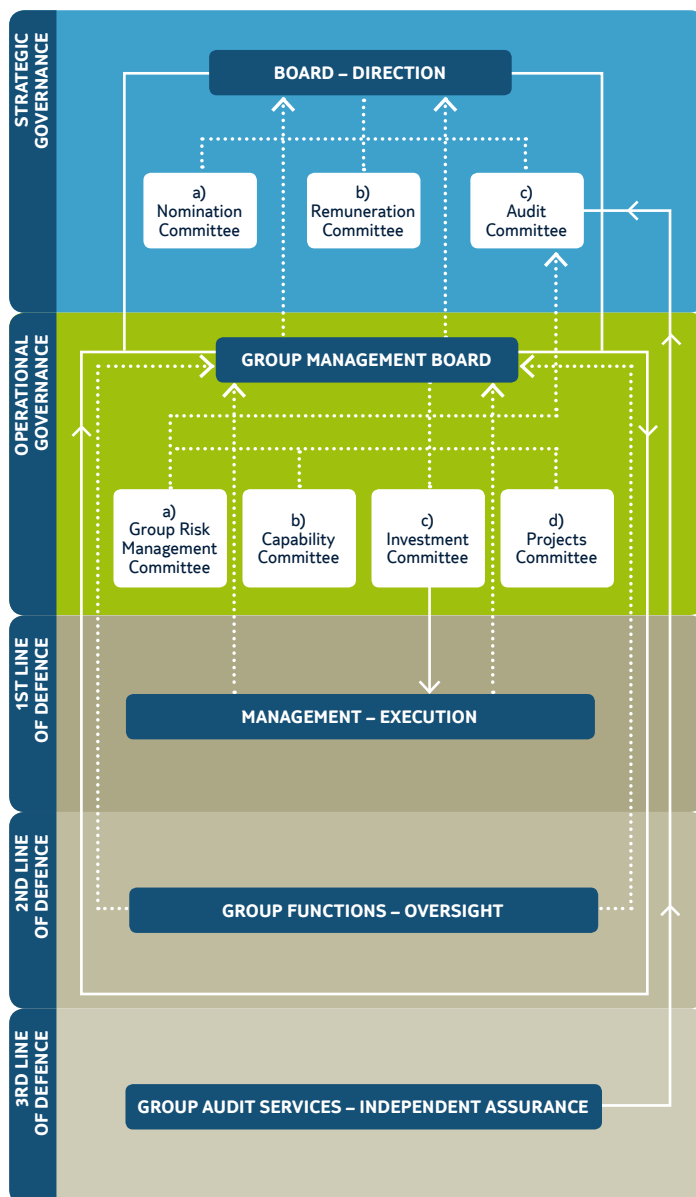 STRATEGIC
GOVERNANCE
BOARD – DIRECTION
a)
Nomination
Committee
b)
Remuneration
Committee
c)
Audit
Committee
OPERATIONAL
GOVERNANCE
GROUP MANAGEMENT BOARD
a)
Group Risk
Management
Committee
b)
Capability
Committee
c)
Investment
Committee
d)
Projects
Committee
1ST LINE
OF DEFENCE
MANAGEMENT – EXECUTION
2ND LINE
OF DEFENCE
GROUP FUNCTIONS – OVERSIGHT
3RD LINE
OF DEFENCE
GROUP AUDIT SERVICES – INDEPENDENT ASSURANCE